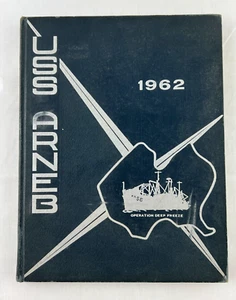 USS ARNEB
1962
OPERATION DEEP FREEZE